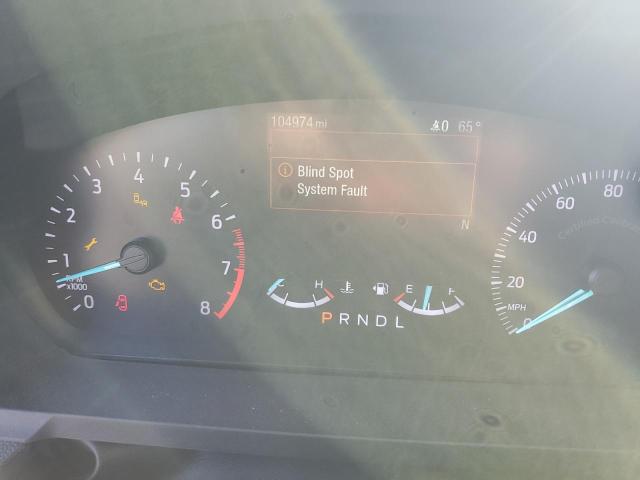 104974 mi 40 65°
Blind Spot
System Fault
N
0 1 2 3 4 5 6 7 8
x1000
C H E F
P R N D L
0 20 40 60 80
MPH